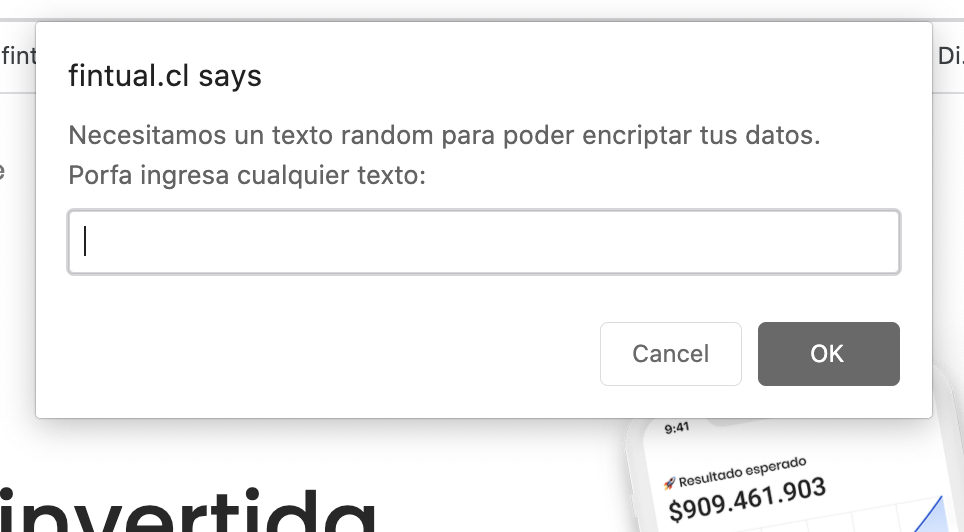 fint
Di.
fintual.cl says
Necesitamos un texto random para poder encriptar tus datos.
Porfa ingresa cualquier texto:
Cancel
OK
9:41
🚀 Resultado esperado
$909.461.903
invertida